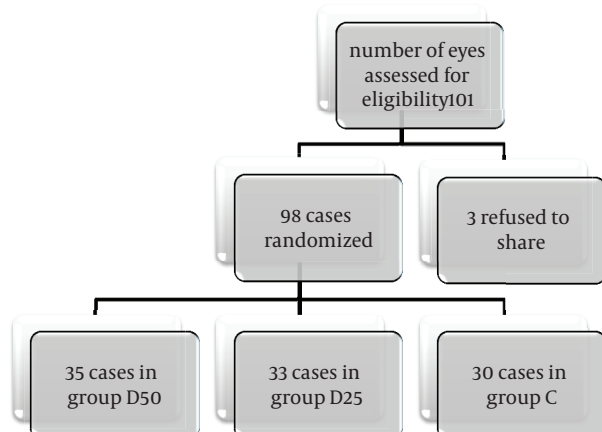 number of eyes
assessed for
eligibility101
98 cases
randomized
3 refused to
share
35 cases in
group D50
33 cases in
group D25
30 cases in
group C